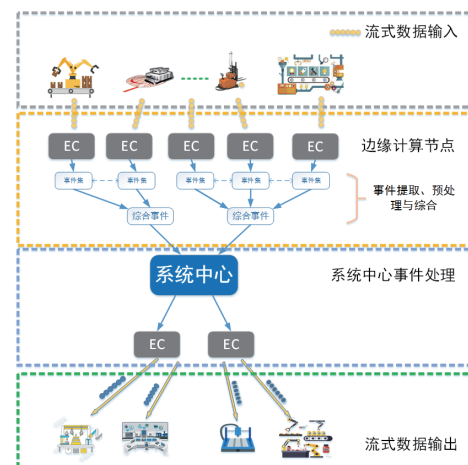 流式数据输入
EC EC EC EC EC
边缘计算节点
事件集 事件集 事件集 事件集 事件集
事件提取、预处
理与综合
综合事件 综合事件
系统中心
系统中心事件处理
EC EC
流式数据输出